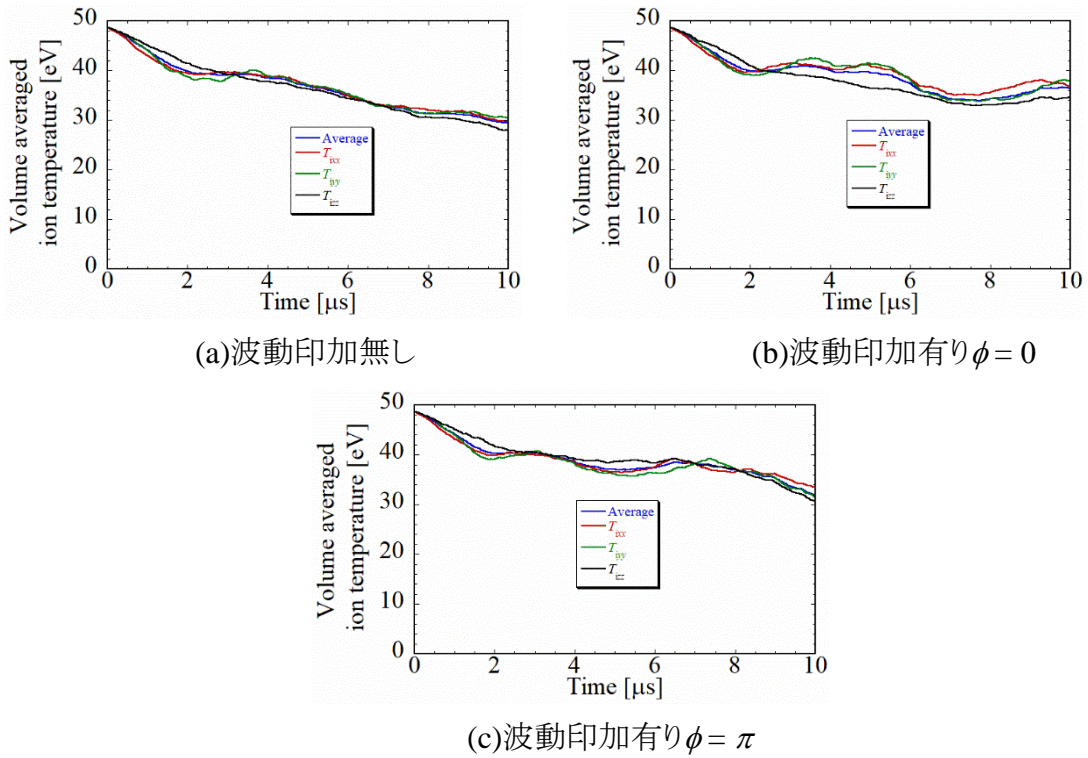 50
40
30
20
10
0
Volume averaged
ion temperature [eV]
Average
Tixx
Tiyy
Tizz
0 2 4 6 8 10
Time [μs]
(a)波動印加無し
50
40
30
20
10
0
Volume averaged
ion temperature [eV]
Average
Tixx
Tiyy
Tizz
0 2 4 6 8 10
Time [μs]
(b)波動印加有りϕ = 0
50
40
30
20
10
0
Volume averaged
ion temperature [eV]
Average
Tixx
Tiyy
Tizz
0 2 4 6 8 10
Time [μs]
(c)波動印加有りϕ = π